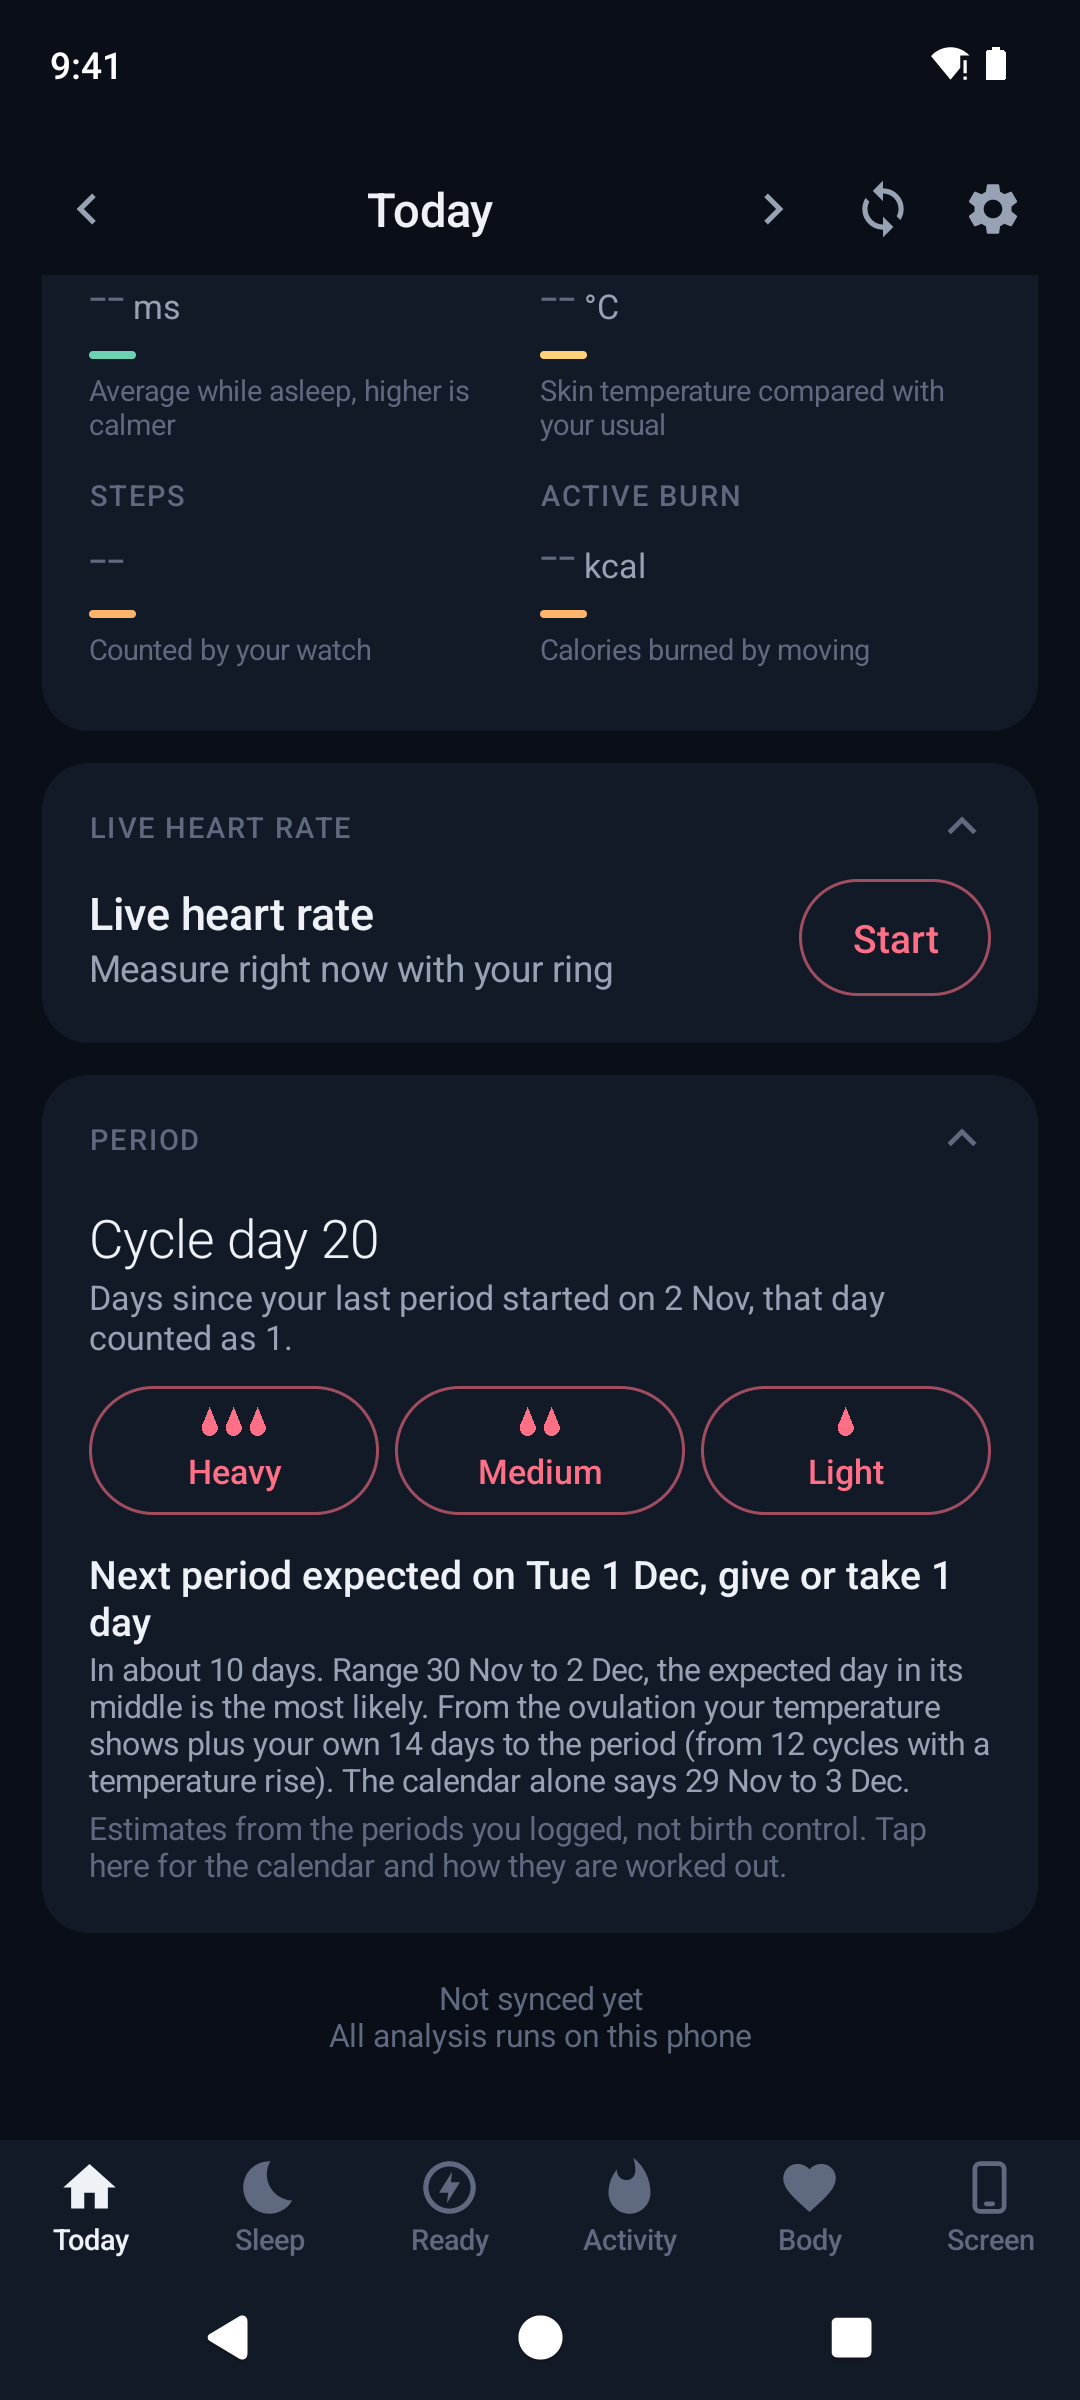 9:41
Today
-- ms
-- °C
Average while asleep, higher is
calmer
Skin temperature compared with
your usual
STEPS
ACTIVE BURN
--
-- kcal
Counted by your watch
Calories burned by moving
LIVE HEART RATE
Live heart rate
Measure right now with your ring
Start
PERIOD
Cycle day 20
Days since your last period started on 2 Nov, that day
counted as 1.
Heavy
Medium
Light
Next period expected on Tue 1 Dec, give or take 1
day
In about 10 days. Range 30 Nov to 2 Dec, the expected day in its
middle is the most likely. From the ovulation your temperature
shows plus your own 14 days to the period (from 12 cycles with a
temperature rise). The calendar alone says 29 Nov to 3 Dec.
Estimates from the periods you logged, not birth control. Tap
here for the calendar and how they are worked out.
Not synced yet
All analysis runs on this phone
Today
Sleep
Ready
Activity
Body
Screen